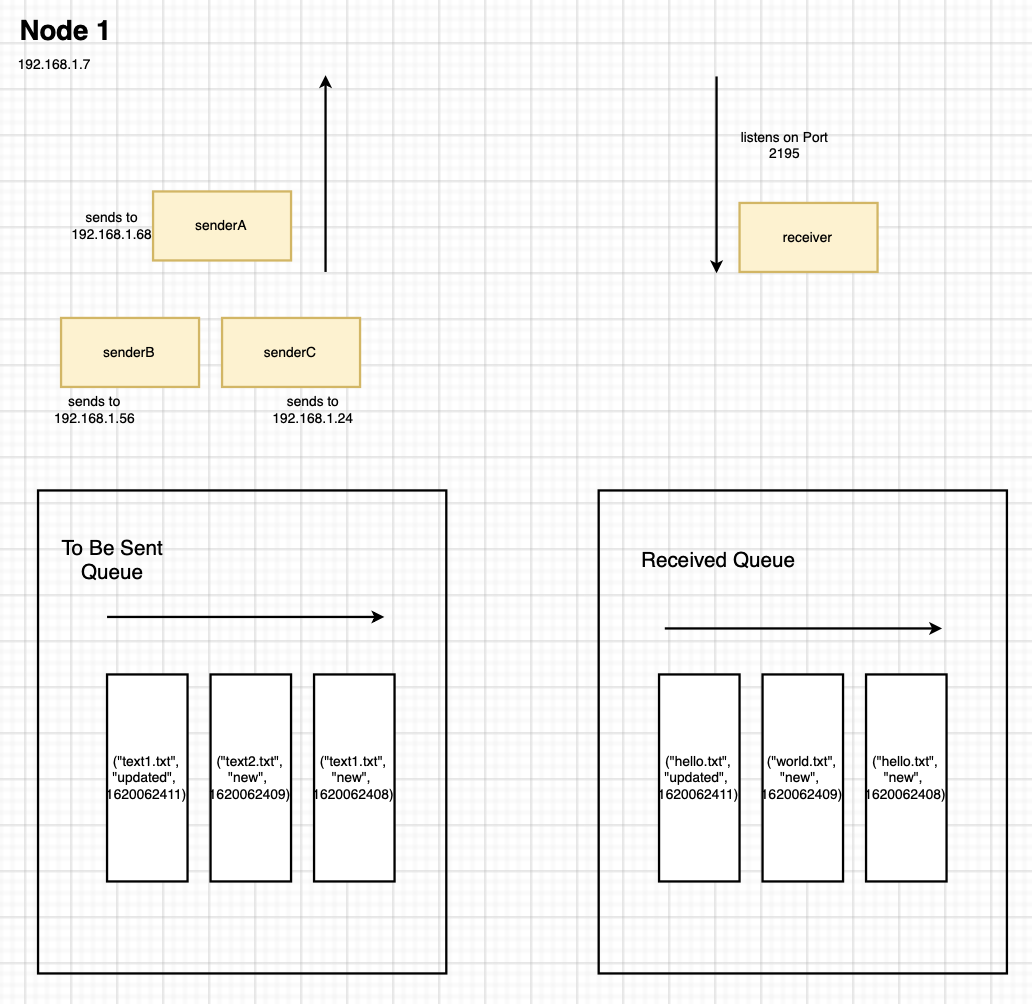 Node 1
192.168.1.7
listens on Port
2195
sends to
192.168.1.68
senderA
receiver
senderB
senderC
sends to
192.168.1.56
sends to
192.168.1.24
To Be Sent
Queue
Received Queue
("text1.txt",
"updated",
1620062411)
("text2.txt",
"new",
1620062409)
("text1.txt",
"new",
1620062408)
("hello.txt",
"updated",
1620062411)
("world.txt",
"new",
1620062409)
("hello.txt",
"new",
1620062408)